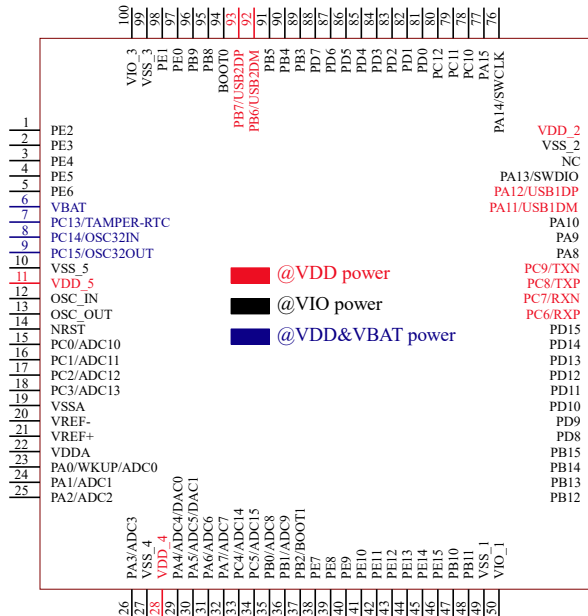 100 99 98 97 96 95 94 93 92 91 90 89 88 87 86 85 84 83 82 81 80 79 78 77 76
VIO_3
VSS_3
PE1
PE0
PB9
PB8
BOOT0
PB7/USB2DP
PB6/USB2DM
PB5
PB4
PB3
PD7
PD6
PD5
PD4
PD3
PD2
PD1
PD0
PC12
PC11
PC10
PA15
PA14/SWCLK
1 PE2
2 PE3
3 PE4
4 PE5
5 PE6
6 VBAT
7 PC13/TAMPER-RTC
8 PC14/OSC32IN
9 PC15/OSC32OUT
10 VSS_5
11 VDD_5
12 OSC_IN
13 OSC_OUT
14 NRST
15 PC0/ADC10
16 PC1/ADC11
17 PC2/ADC12
18 PC3/ADC13
19 VSSA
20 VREF-
21 VREF+
22 VDDA
23 PA0/WKUP/ADC0
24 PA1/ADC1
25 PA2/ADC2
@VDD power
@VIO power
@VDD&VBAT power
VDD_2
VSS_2
NC
PA13/SWDIO
PA12/USB1DP
PA11/USB1DM
PA10
PA9
PA8
PC9/TXN
PC8/TXP
PC7/RXN
PC6/RXP
PD15
PD14
PD13
PD12
PD11
PD10
PD9
PD8
PB15
PB14
PB13
PB12
PA3/ADC3
VSS_4
VDD_4
PA4/ADC4/DAC0
PA5/ADC5/DAC1
PA6/ADC6
PA7/ADC7
PC4/ADC14
PC5/ADC15
PB0/ADC8
PB1/ADC9
PB2/BOOT1
PE7
PE8
PE9
PE10
PE11
PE12
PE13
PE14
PE15
PB10
PB11
VSS_1
VIO_1
26 27 28 29 30 31 32 33 34 35 36 37 38 39 40 41 42 43 44 45 46 47 48 49 50